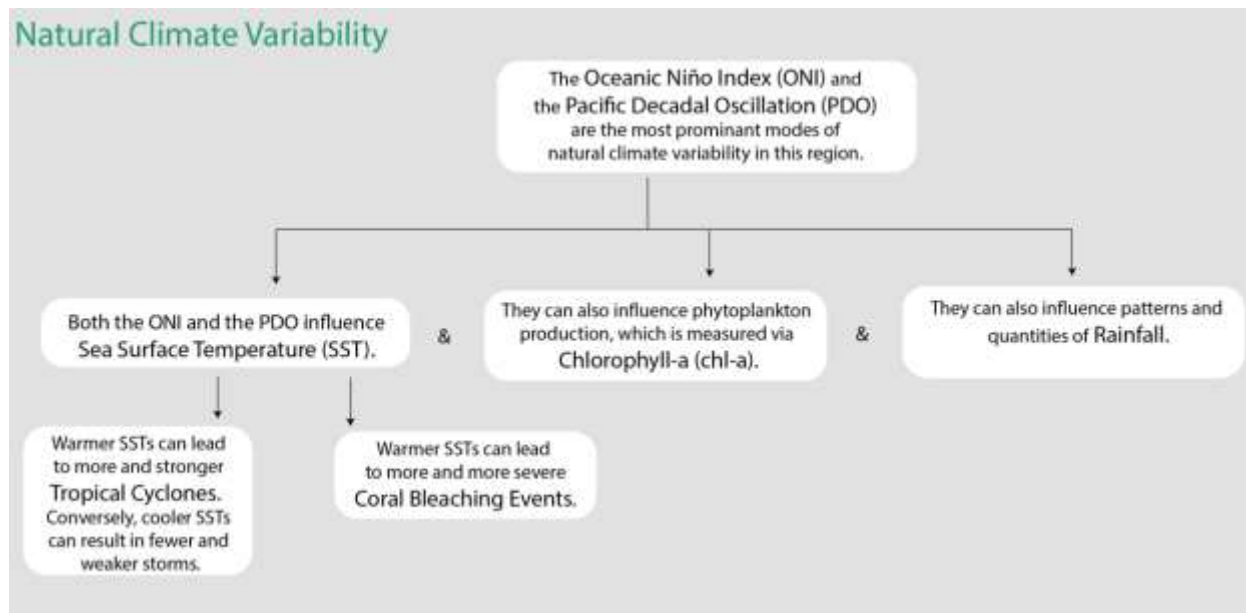 Natural Climate Variability
The Oceanic Niño Index (ONI) and
the Pacific Decadal Oscillation (PDO)
are the most prominant modes of
natural climate variability in this region.
Both the ONI and the PDO influence
Sea Surface Temperature (SST).
&
They can also influence phytoplankton
production, which is measured via
Chlorophyll-a (chl-a).
&
They can also influence patterns and
quantities of Rainfall.
Warmer SSTs can lead
to more and stronger
Tropical Cyclones.
Conversely, cooler SSTs
can result in fewer and
weaker storms.
Warmer SSTs can lead
to more and more severe
Coral Bleaching Events.